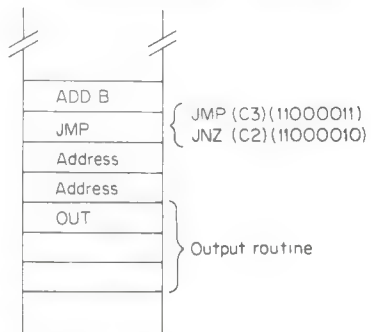 ADD B
JMP
JMP (C3)(11000011)
JNZ (C2)(11000010)
Address
Address
OUT
Output routine